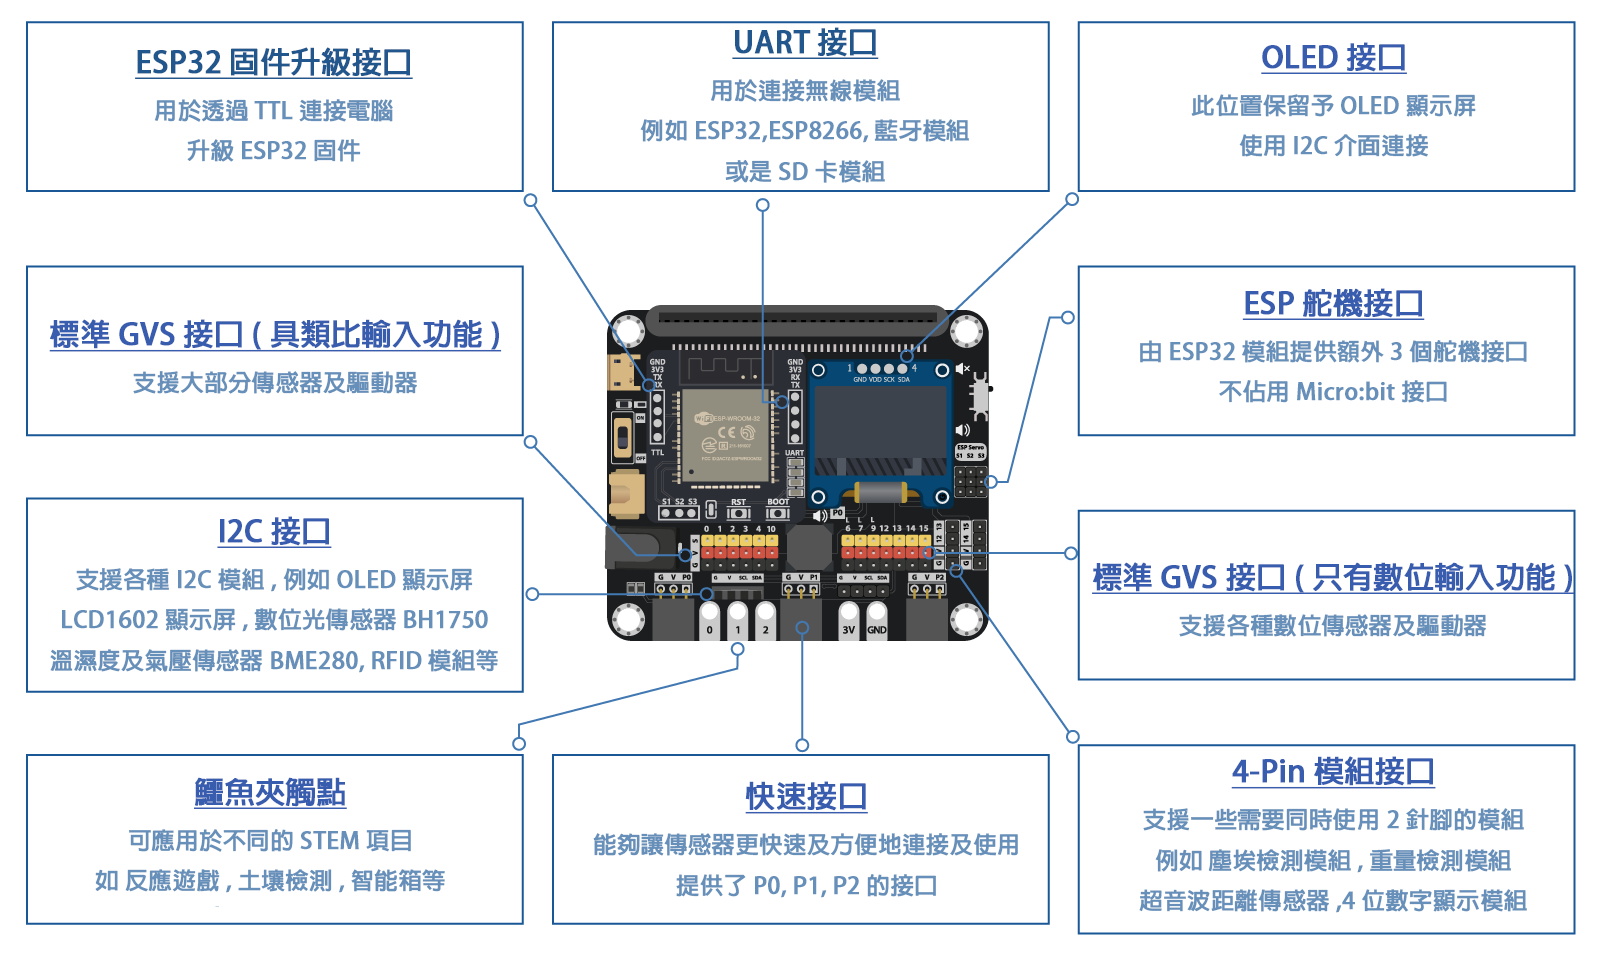 ESP32 固件升級接口
用於透過 TTL 連接電腦
升級 ESP32 固件
UART 接口
用於連接無線模組
例如 ESP32,ESP8266, 藍牙模組
或是 SD 卡模組
OLED 接口
此位置保留予 OLED 顯示屏
使用 I2C 介面連接
標準 GVS 接口 ( 具類比輸入功能 )
支援大部分傳感器及驅動器
ESP 舵機接口
由 ESP32 模組提供額外 3 個舵機接口
不佔用 Micro:bit 接口
I2C 接口
支援各種 I2C 模組 , 例如 OLED 顯示屏
LCD1602 顯示屏 , 數位光傳感器 BH1750
溫濕度及氣壓傳感器 BME280, RFID 模組等
標準 GVS 接口 ( 只有數位輸入功能 )
支援各種數位傳感器及驅動器
鱷魚夾觸點
可應用於不同的 STEM 項目
如 反應遊戲 , 土壤檢測 , 智能箱等
快速接口
能夠讓傳感器更快速及方便地連接及使用
提供了 P0, P1, P2 的接口
4-Pin 模組接口
支援一些需要同時使用 2 針腳的模組
例如 塵埃檢測模組 , 重量檢測模組
超音波距離傳感器 ,4 位數字顯示模組
GND
3V3
TX
RX
TTL
GND
3V3
RX
TX
UART
1 4
GND VDD SCK SDA
WiFi ESP-WROOM-32
CE
ON
OFF
ESP Servo
S1 S2 S3
S1 S2 S3
RST
BOOT
P0
0 1 2 3 4 10
S
V
G
L L L
6 7 9 12 13 14 15
12 13
14 15
G V
G V
G V P0
G V SCL SDA
G V P1
G V SCL SDA
G V P2
0 1 2 3V GND